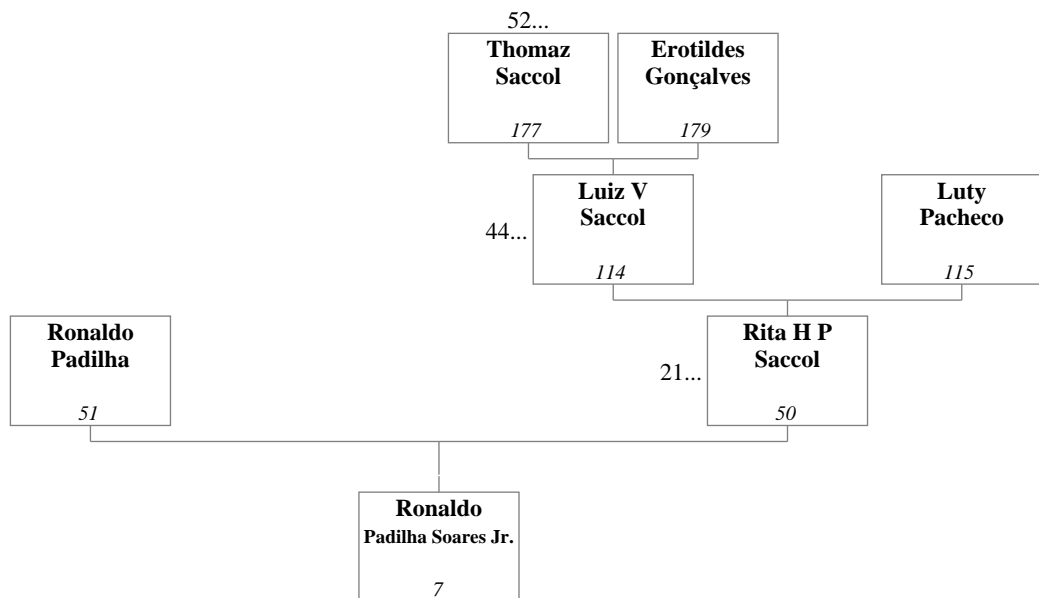 52...
Thomaz
Saccol
177
Erotildes
Gonçalves
179
44...
Luiz V
Saccol
114
Luty
Pacheco
115
Ronaldo
Padilha
51
21...
Rita H P
Saccol
50
Ronaldo
Padilha Soares Jr.
7